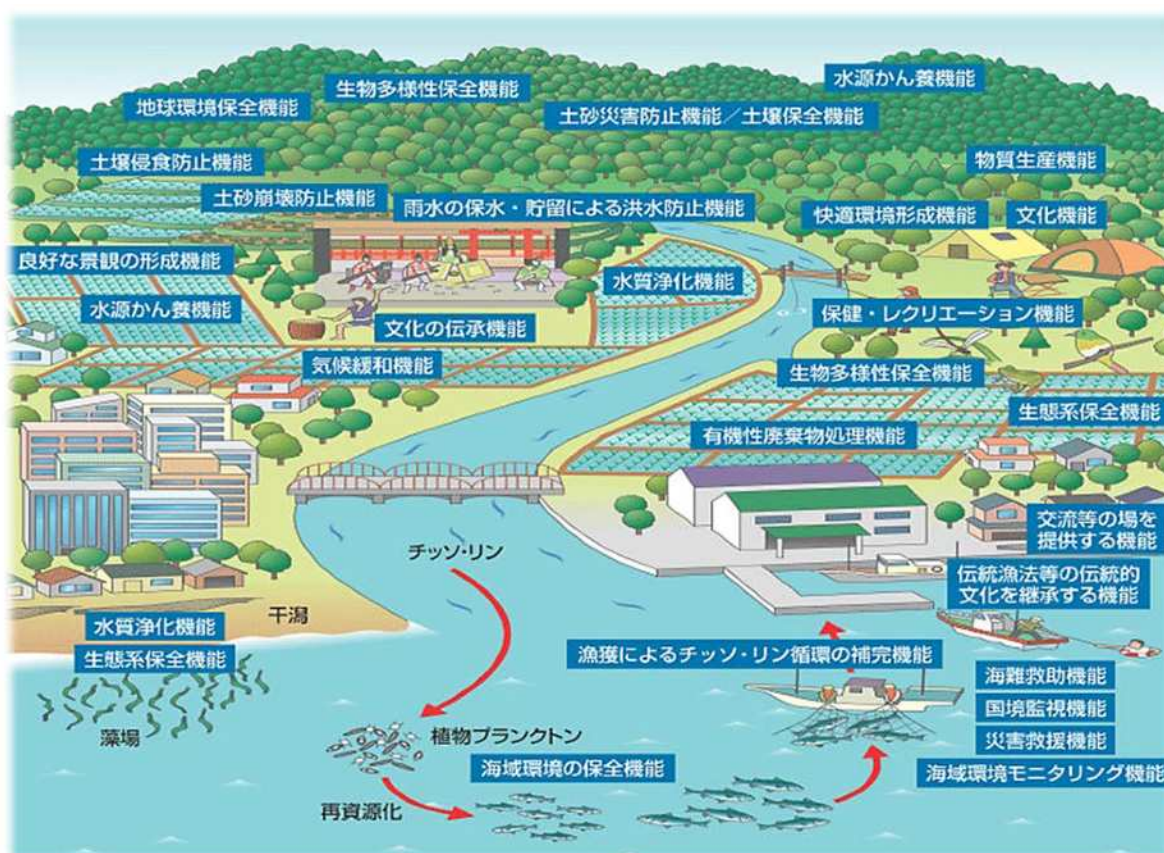 水源かん養機能
生物多様性保全機能
地球環境保全機能
土砂災害防止機能／土壌保全機能
土壌侵食防止機能
物質生産機能
土砂崩壊防止機能
雨水の保水・貯留による洪水防止機能
快適環境形成機能
文化機能
良好な景観の形成機能
水質浄化機能
水源かん養機能
保健・レクリエーション機能
文化の伝承機能
気候緩和機能
生物多様性保全機能
生態系保全機能
有機性廃棄物処理機能
交流等の場を
提供する機能
チッソ・リン
伝統漁法等の伝統的
文化を継承する機能
干潟
水質浄化機能
生態系保全機能
漁獲によるチッソ・リン循環の補完機能
海難救助機能
国境監視機能
藻場
植物プランクトン
災害救援機能
海域環境の保全機能
海域環境モニタリング機能
再資源化